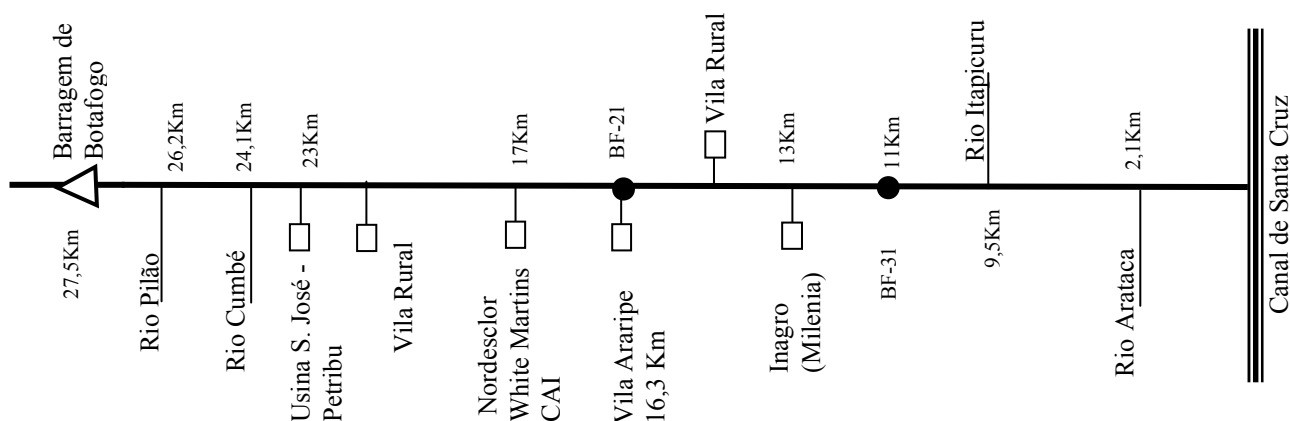 Barragem de
Botafogo
27,5Km
26,2Km
Rio Pilão
24,1Km
Rio Cumbé
23Km
Usina S. José -
Petribu
Vila Rural
17Km
Nordesclor
White Martins
CAI
BF-21
Vila Araripe
16,3 Km
Vila Rural
13Km
Inagro
(Milenia)
11Km
BF-31
Rio Itapicuru
9,5Km
2,1Km
Rio Arataca
Canal de Santa Cruz